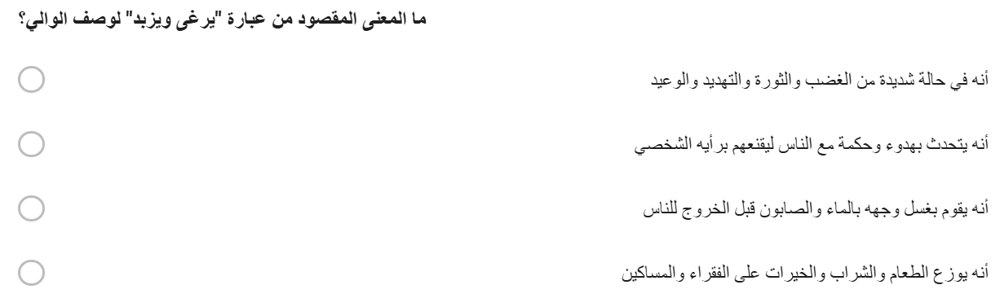 ما المعنى المقصود من عبارة "يرغى ويزبد" لوصف الوالي؟
أنه في حالة شديدة من الغضب والثورة والتهديد والوعيد
أنه يتحدث بهدوء وحكمة مع الناس ليقنعهم برأيه الشخصي
أنه يقوم بغسل وجهه بالماء والصابون قبل الخروج للناس
أنه يوزع الطعام والشراب والخيرات على الفقراء والمساكين